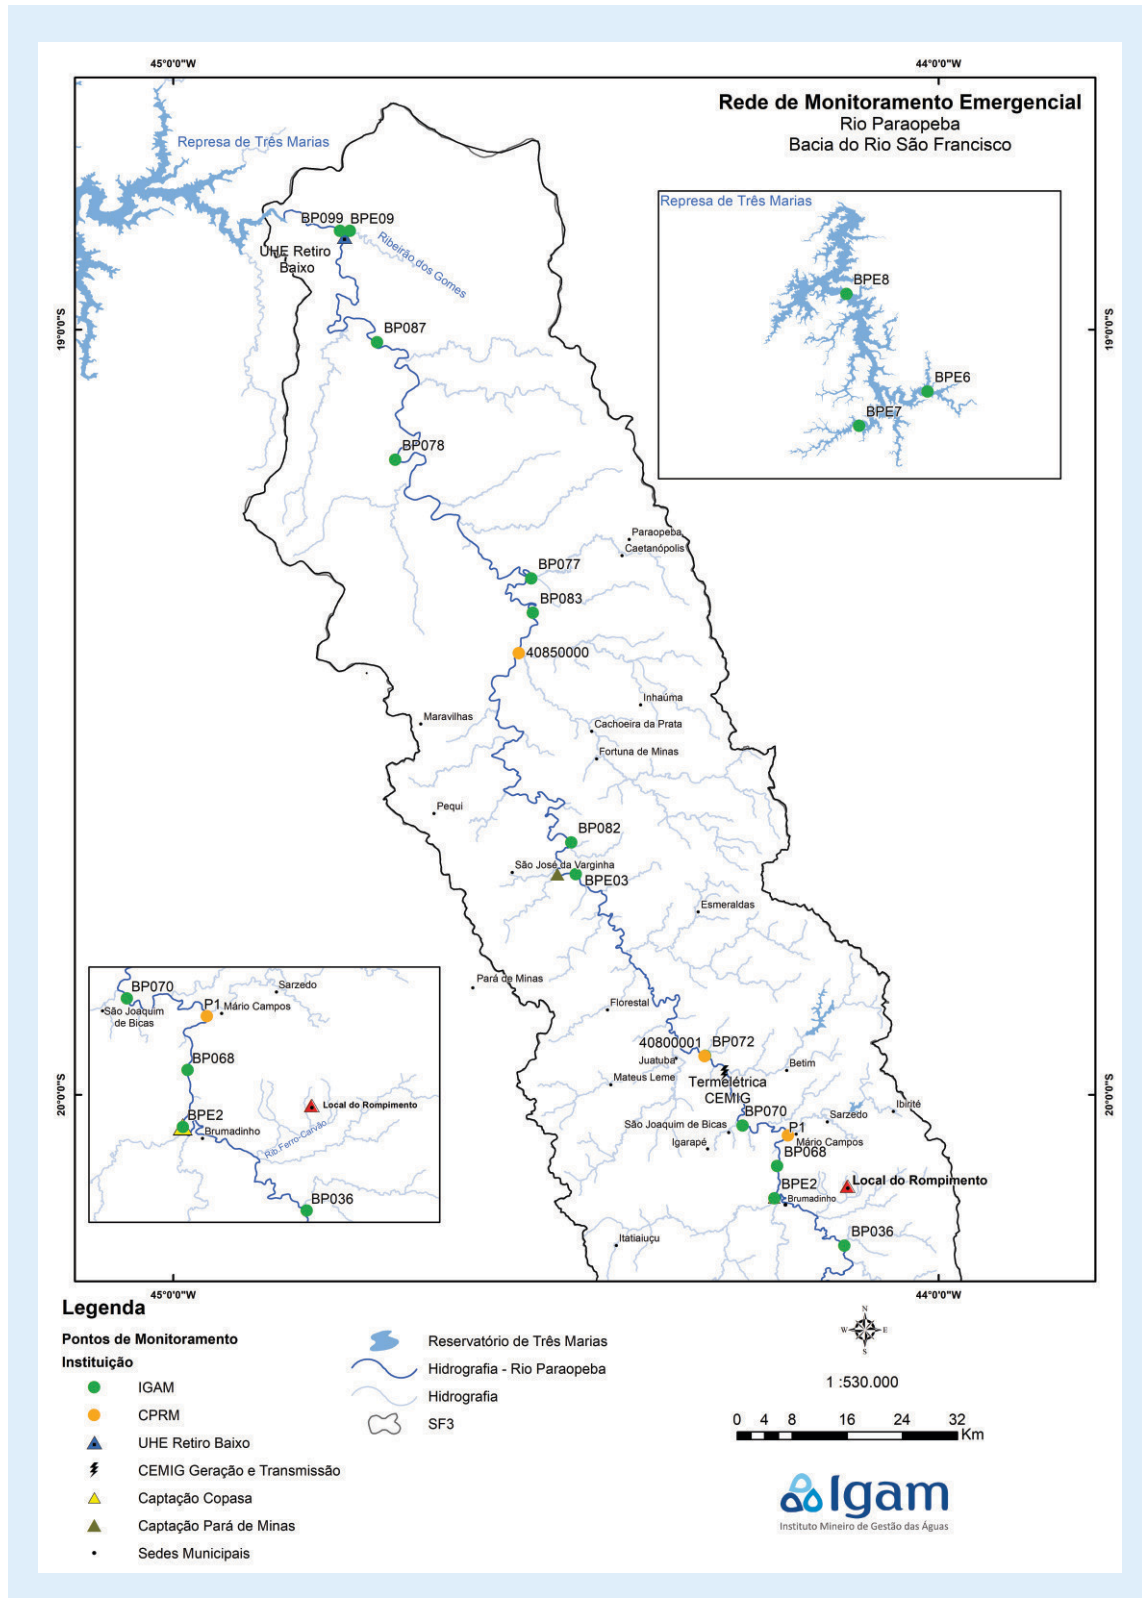 45°0'0"W
44°0'0"W
Rede de Monitoramento Emergencial
Rio Paraopeba
Bacia do Rio São Francisco
Represa de Três Marias
Represa de Três Marias
BP099
BPE09
UHE Retiro
Baixo
Ribeirão dos Gomes
BPE8
BPE6
BPE7
19°0'0"S
19°0'0"S
BP087
BP078
Paraopeba
Caetanópolis
BP077
BP083
40850000
Inhaúma
Maravilhas
Cachoeira da Prata
Fortuna de Minas
Pequi
BP082
São José da Varginha
BPE03
Esmeraldas
Pará de Minas
Florestal
40800001
BP072
Juatuba
Betim
Mateus Leme
Termelétrica
CEMIG
Ibirité
BP070
Sarzedo
São Joaquim de Bicas
P1
Mário Campos
Igarapé
BP068
Local do Rompimento
BPE2
Brumadinho
Itatiaiuçu
BP036
20°0'0"S
20°0'0"S
BP070
Sarzedo
São Joaquim
de Bicas
P1
Mário Campos
BP068
Local do Rompimento
BPE2
Brumadinho
Rib Ferro-Carvão
BP036
45°0'0"W
44°0'0"W
Legenda
Pontos de Monitoramento
Instituição
IGAM
CPRM
UHE Retiro Baixo
CEMIG Geração e Transmissão
Captação Copasa
Captação Pará de Minas
Sedes Municipais
Reservatório de Três Marias
Hidrografia - Rio Paraopeba
Hidrografia
SF3
N
W
E
S
1 :530.000
0 4 8 16 24 32
Km
Igam
Instituto Mineiro de Gestão das Águas